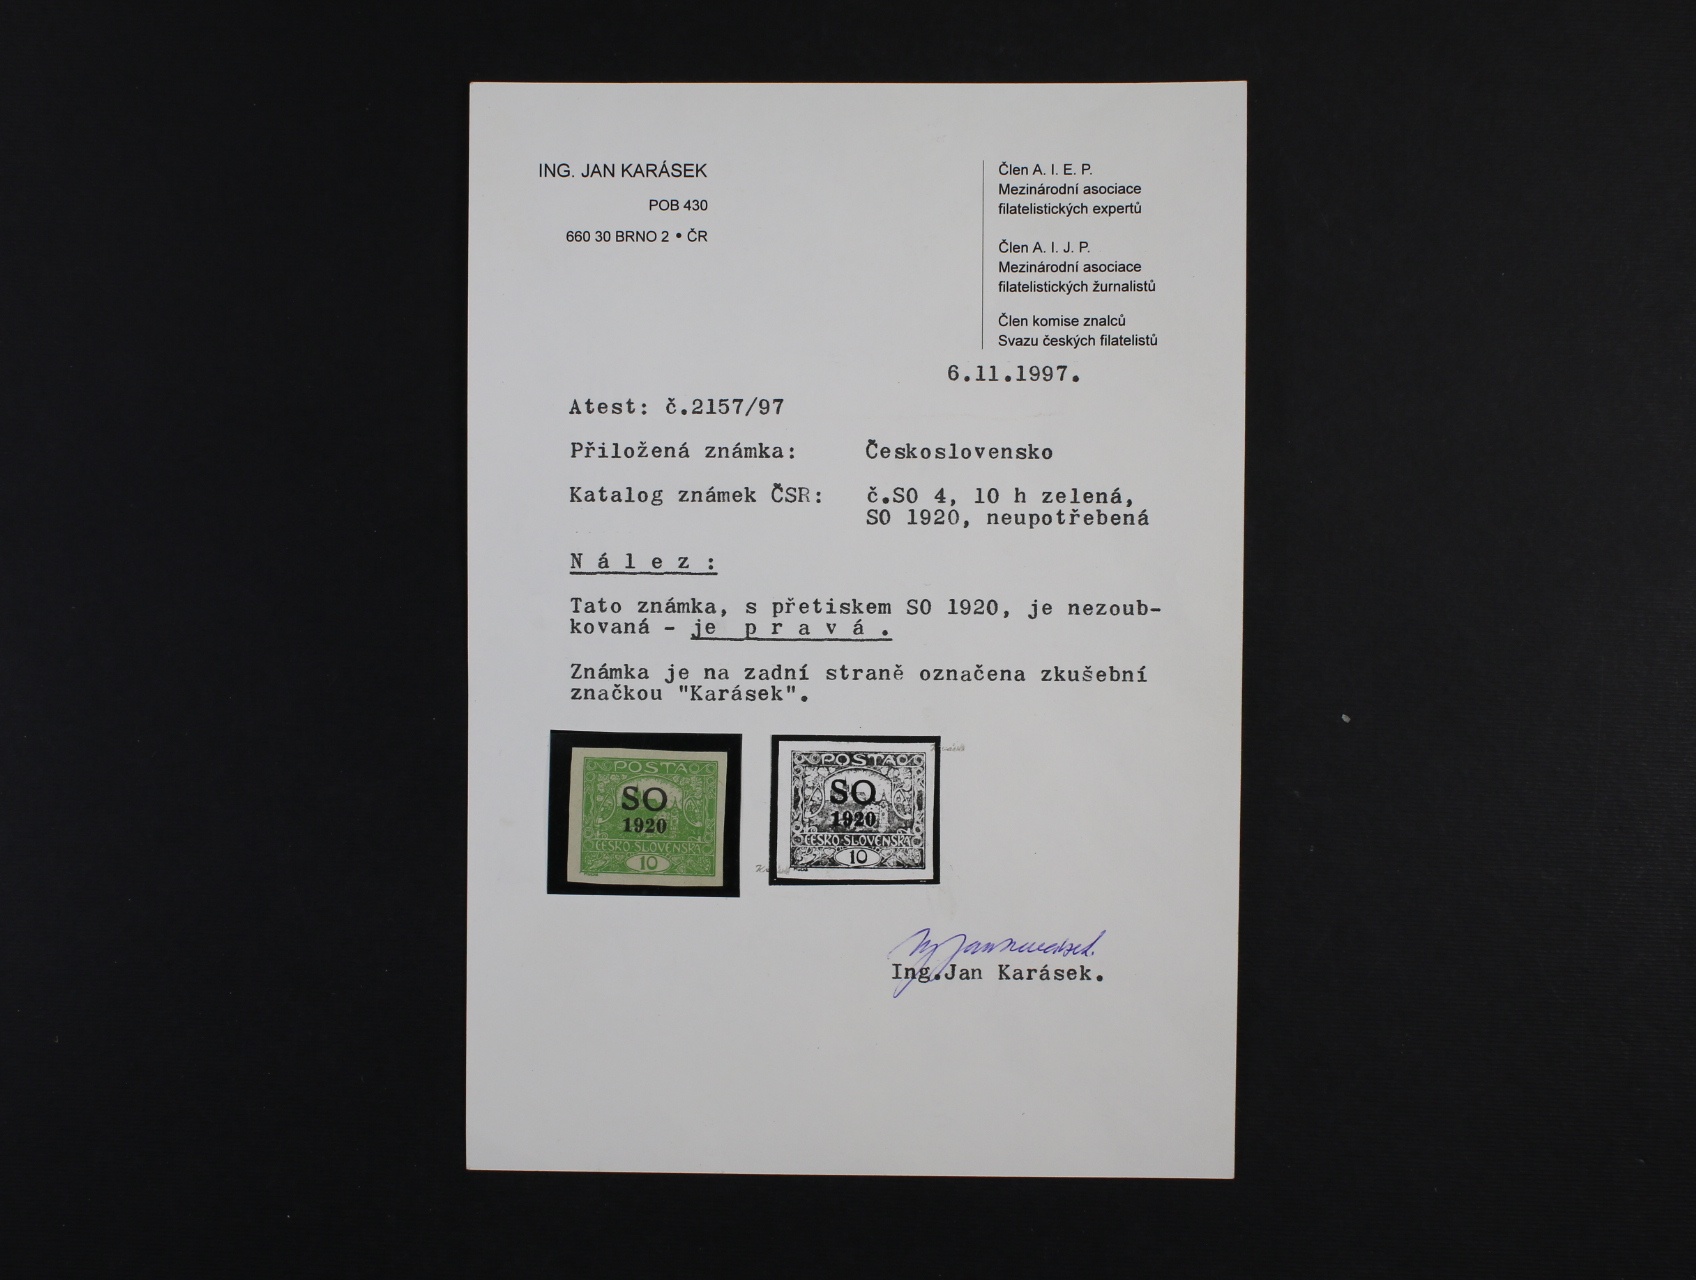 ING. JAN KARÁSEK
POB 430
660 30 BRNO 2 • ČR
Člen A. I. E. P.
Mezinárodní asociace
filatelistických expertů
Člen A. I. J. P.
Mezinárodní asociace
filatelistických žurnalistů
Člen komise znalců
Svazu českých filatelistů
6.11.1997.
Atest: č.2157/97
Přiložená známka: Československo
Katalog známek ČSR: č.SO 4, 10 h zelená,
SO 1920, neupotřebená
N á l e z :
Tato známka, s přetiskem SO 1920, je nezoub-
kovaná - je p r a v á .
Známka je na zadní straně označena zkušební
značkou "Karásek".
POSTA
SO
1920
ČESKO-SLOVENSKÁ
10
POSTA
SO
1920
ČESKO-SLOVENSKÁ
10
Ing.Jan Karásek.